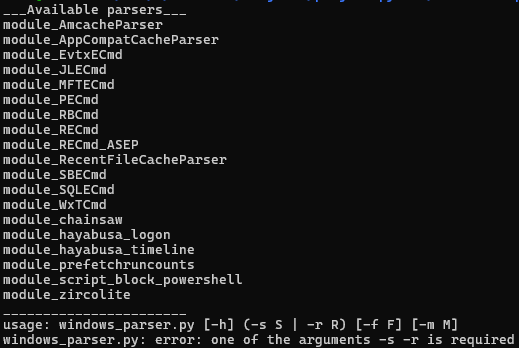 ___Available parsers___
module_AmcacheParser
module_AppCompatCacheParser
module_EvtxECmd
module_JLECmd
module_MFTECmd
module_PECmd
module_RBCmd
module_RECmd
module_RECmd_ASEP
module_RecentFileCacheParser
module_SBECmd
module_SQLECmd
module_WxTCmd
module_chainsaw
module_hayabusa_logon
module_hayabusa_timeline
module_prefetchruncounts
module_script_block_powershell
module_zircolite
_______________________
usage: windows_parser.py [-h] (-s S | -r R) [-f F] [-m M]
windows_parser.py: error: one of the arguments -s -r is required